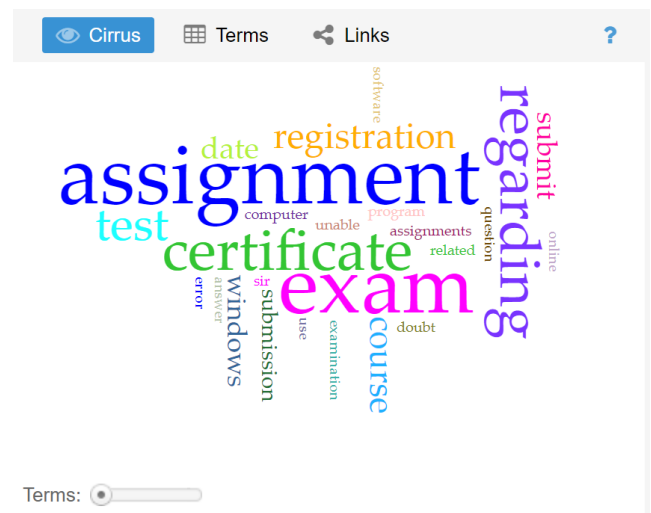 Cirrus Terms Links ?
software
regarding
submit
registration
date
assignment
test
computer
program
unable
assignments
question
online
certificate
related
exam
error
answer
windows
sir
submission
use
examination
course
doubt
Terms: